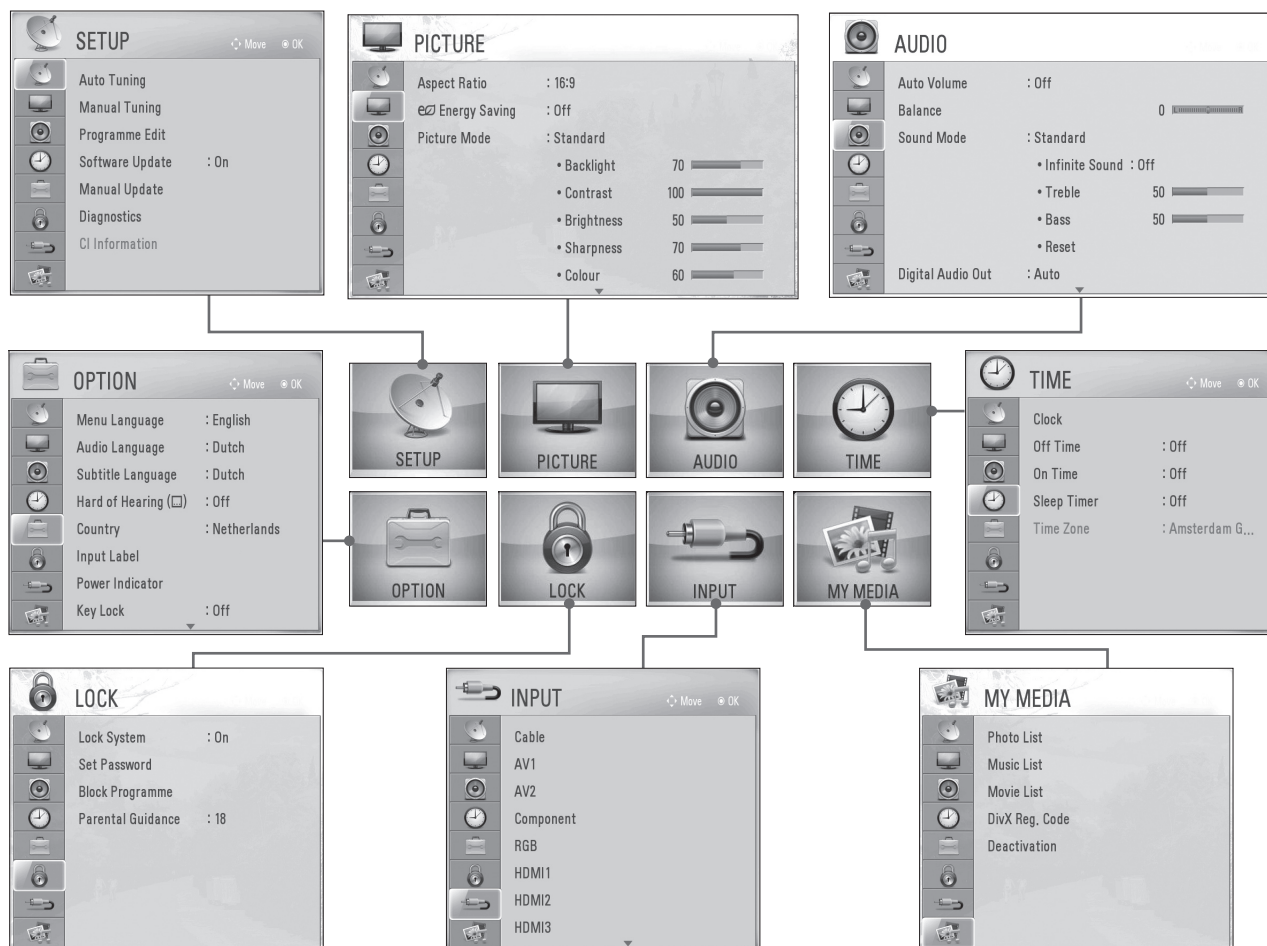 SETUP
Move OK
Auto Tuning
Manual Tuning
Programme Edit
Software Update : On
Manual Update
Diagnostics
CI Information
PICTURE
Aspect Ratio : 16:9
Energy Saving : Off
Picture Mode : Standard
• Backlight 70
• Contrast 100
• Brightness 50
• Sharpness 70
• Colour 60
AUDIO
Auto Volume : Off
Balance 0
Sound Mode : Standard
• Infinite Sound : Off
• Treble 50
• Bass 50
• Reset
Digital Audio Out : Auto
OPTION
Move OK
Menu Language : English
Audio Language : Dutch
Subtitle Language : Dutch
Hard of Hearing ( ) : Off
Country : Netherlands
Input Label
Power Indicator
Key Lock : Off
SETUP
PICTURE
AUDIO
TIME
OPTION
LOCK
INPUT
MY MEDIA
TIME
Move OK
Clock
Off Time : Off
On Time : Off
Sleep Timer : Off
Time Zone : Amsterdam G...
LOCK
Lock System : On
Set Password
Block Programme
Parental Guidance : 18
INPUT
Move OK
Cable
AV1
AV2
Component
RGB
HDMI1
HDMI2
HDMI3
MY MEDIA
Photo List
Music List
Movie List
DivX Reg. Code
Deactivation